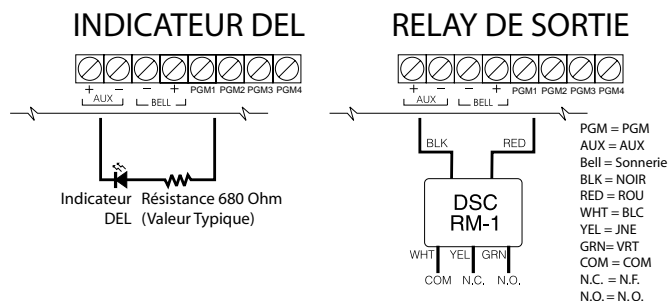 INDICATEUR DEL
+ – – + PGM1 PGM2 PGM3 PGM4
AUX BELL
Indicateur DEL
Résistance 680 Ohm
(Valeur Typique)
RELAY DE SORTIE
+ – – + PGM1 PGM2 PGM3 PGM4
AUX BELL
BLK RED
DSC
RM-1
WHT YEL GRN
COM N.C. N.O.
PGM = PGM
AUX = AUX
Bell = Sonnerie
BLK = NOIR
RED = ROU
WHT = BLC
YEL = JNE
GRN= VRT
COM = COM
N.C. = N.F.
N.O. = N.O.